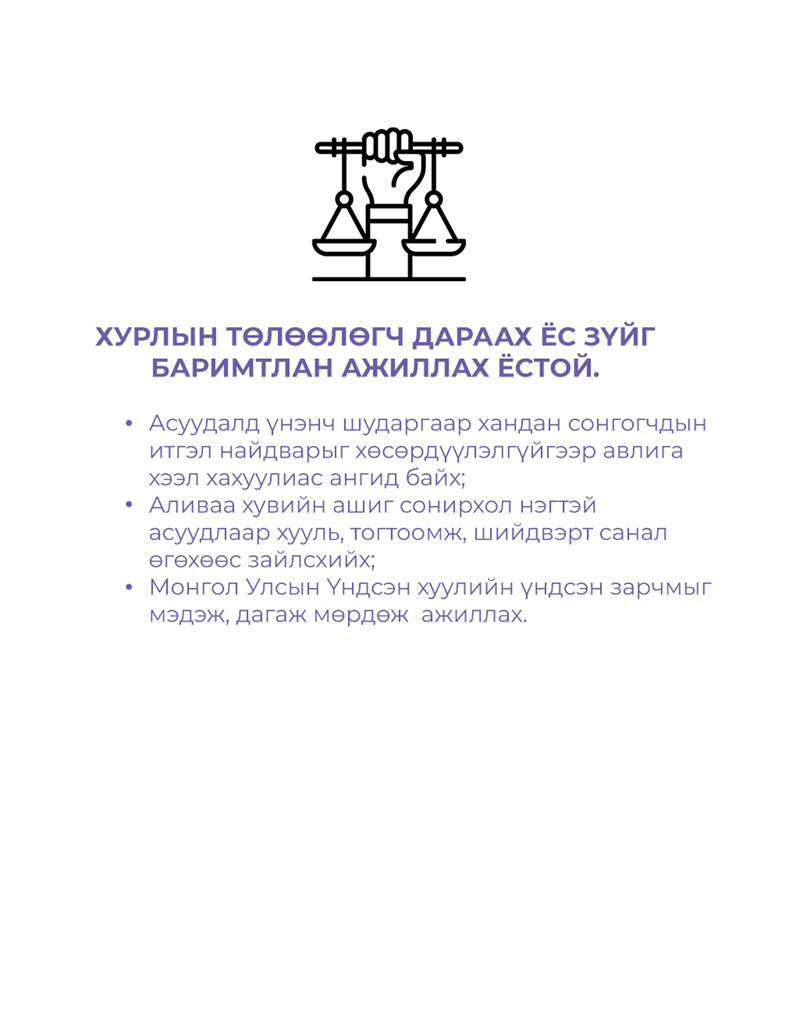 ХУРЛЫН ТӨЛӨӨЛӨГЧ ДАРААХ ЁС ЗҮЙГ
БАРИМТЛАН АЖИЛЛАХ ЁСТОЙ.
• Асуудалд үнэнч шударгаар хандан сонгогчдын
итгэл найдварыг хөсөрдүүлэлгүйгээр авлига
хээл хахуулиас ангид байх;
• Аливаа хувийн ашиг сонирхол нэгтэй
асуудлаар хууль, тогтоомж, шийдвэрт санал
өгөхөөс зайлсхийх;
• Монгол Улсын Үндсэн хуулийн үндсэн зарчмыг
мэдэж, дагаж мөрдөж  ажиллах.